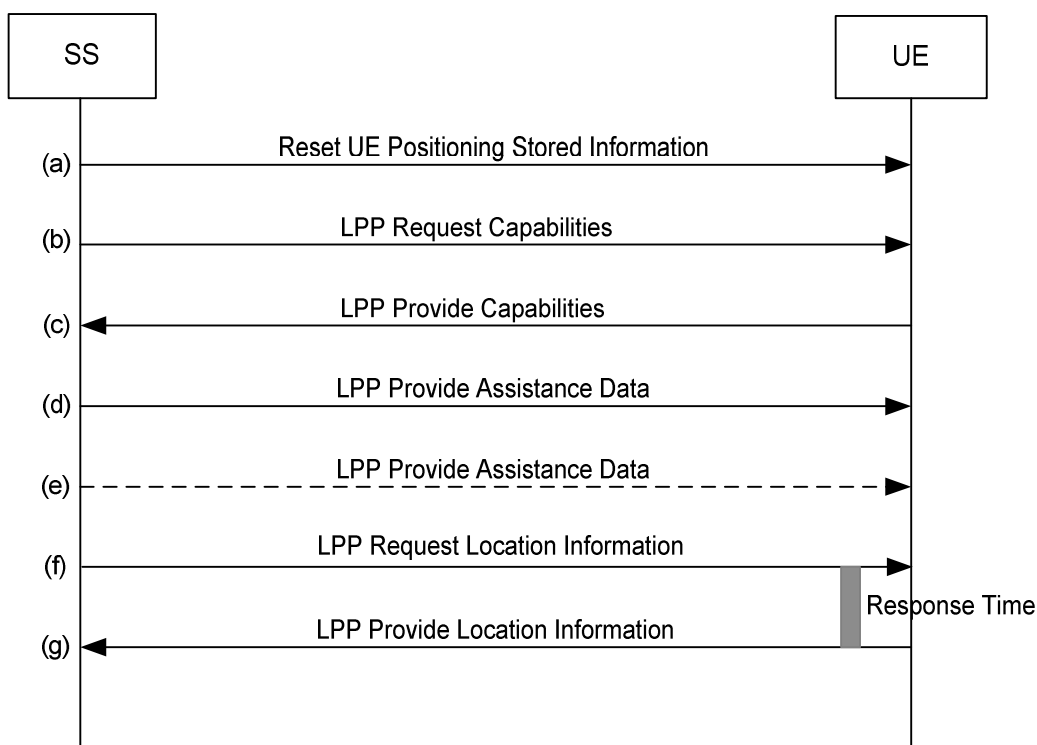 SS
UE
(a) Reset UE Positioning Stored Information
(b) LPP Request Capabilities
(c) LPP Provide Capabilities
(d) LPP Provide Assistance Data
(e) LPP Provide Assistance Data
(f) LPP Request Location Information
Response Time
(g) LPP Provide Location Information